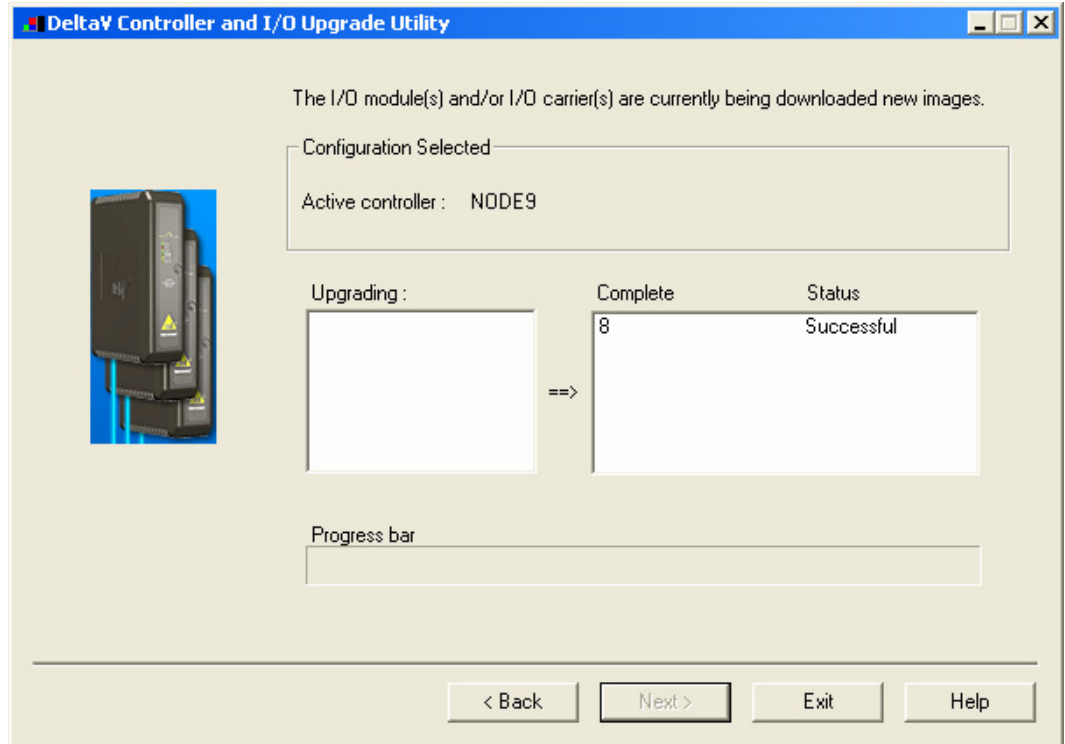 DeltaV Controller and I/O Upgrade Utility
The I/O module(s) and/or I/O carrier(s) are currently being downloaded new images.
Configuration Selected
Active controller : NODE9
Upgrading :
Complete Status
8 Successful
==>
Progress bar
< Back Next > Exit Help